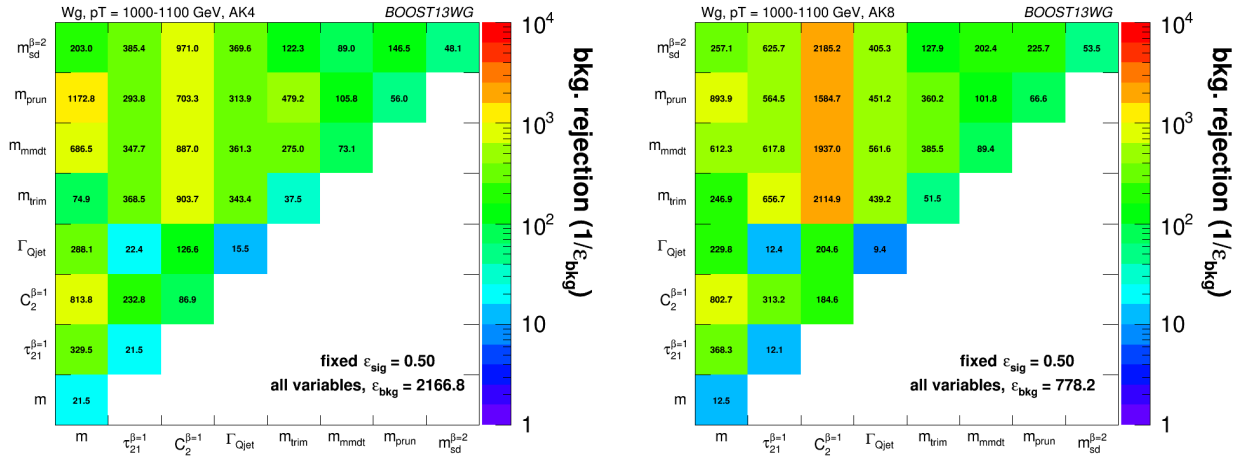 Wg, pT = 1000-1100 GeV, AK4 BOOST13WG
m_sd^β=2 203.0 385.4 971.0 369.6 122.3 89.0 146.5 48.1
m_prun 1172.8 293.8 703.3 313.9 479.2 105.8 56.0
m_mmdt 686.5 347.7 887.0 361.3 275.0 73.1
m_trim 74.9 368.5 903.7 343.4 37.5
Γ_Qjet 288.1 22.4 126.6 15.5
C_2^β=1 813.8 232.8 86.9
τ_21^β=1 329.5 21.5
m 21.5
fixed ε_sig = 0.50
all variables, ε_bkg = 2166.8
m τ_21^β=1 C_2^β=1 Γ_Qjet m_trim m_mmdt m_prun m_sd^β=2
10^4
10^3
10^2
10
1
bkg. rejection (1/ε_bkg)
Wg, pT = 1000-1100 GeV, AK8 BOOST13WG
m_sd^β=2 257.1 625.7 2185.2 405.3 127.9 202.4 225.7 53.5
m_prun 893.9 564.5 1584.7 451.2 360.2 101.8 66.6
m_mmdt 612.3 617.8 1937.0 561.6 385.5 89.4
m_trim 246.9 656.7 2114.9 439.2 51.5
Γ_Qjet 229.8 12.4 204.6 9.4
C_2^β=1 802.7 313.2 184.6
τ_21^β=1 368.3 12.1
m 12.5
fixed ε_sig = 0.50
all variables, ε_bkg = 778.2
m τ_21^β=1 C_2^β=1 Γ_Qjet m_trim m_mmdt m_prun m_sd^β=2
10^4
10^3
10^2
10
1
bkg. rejection (1/ε_bkg)